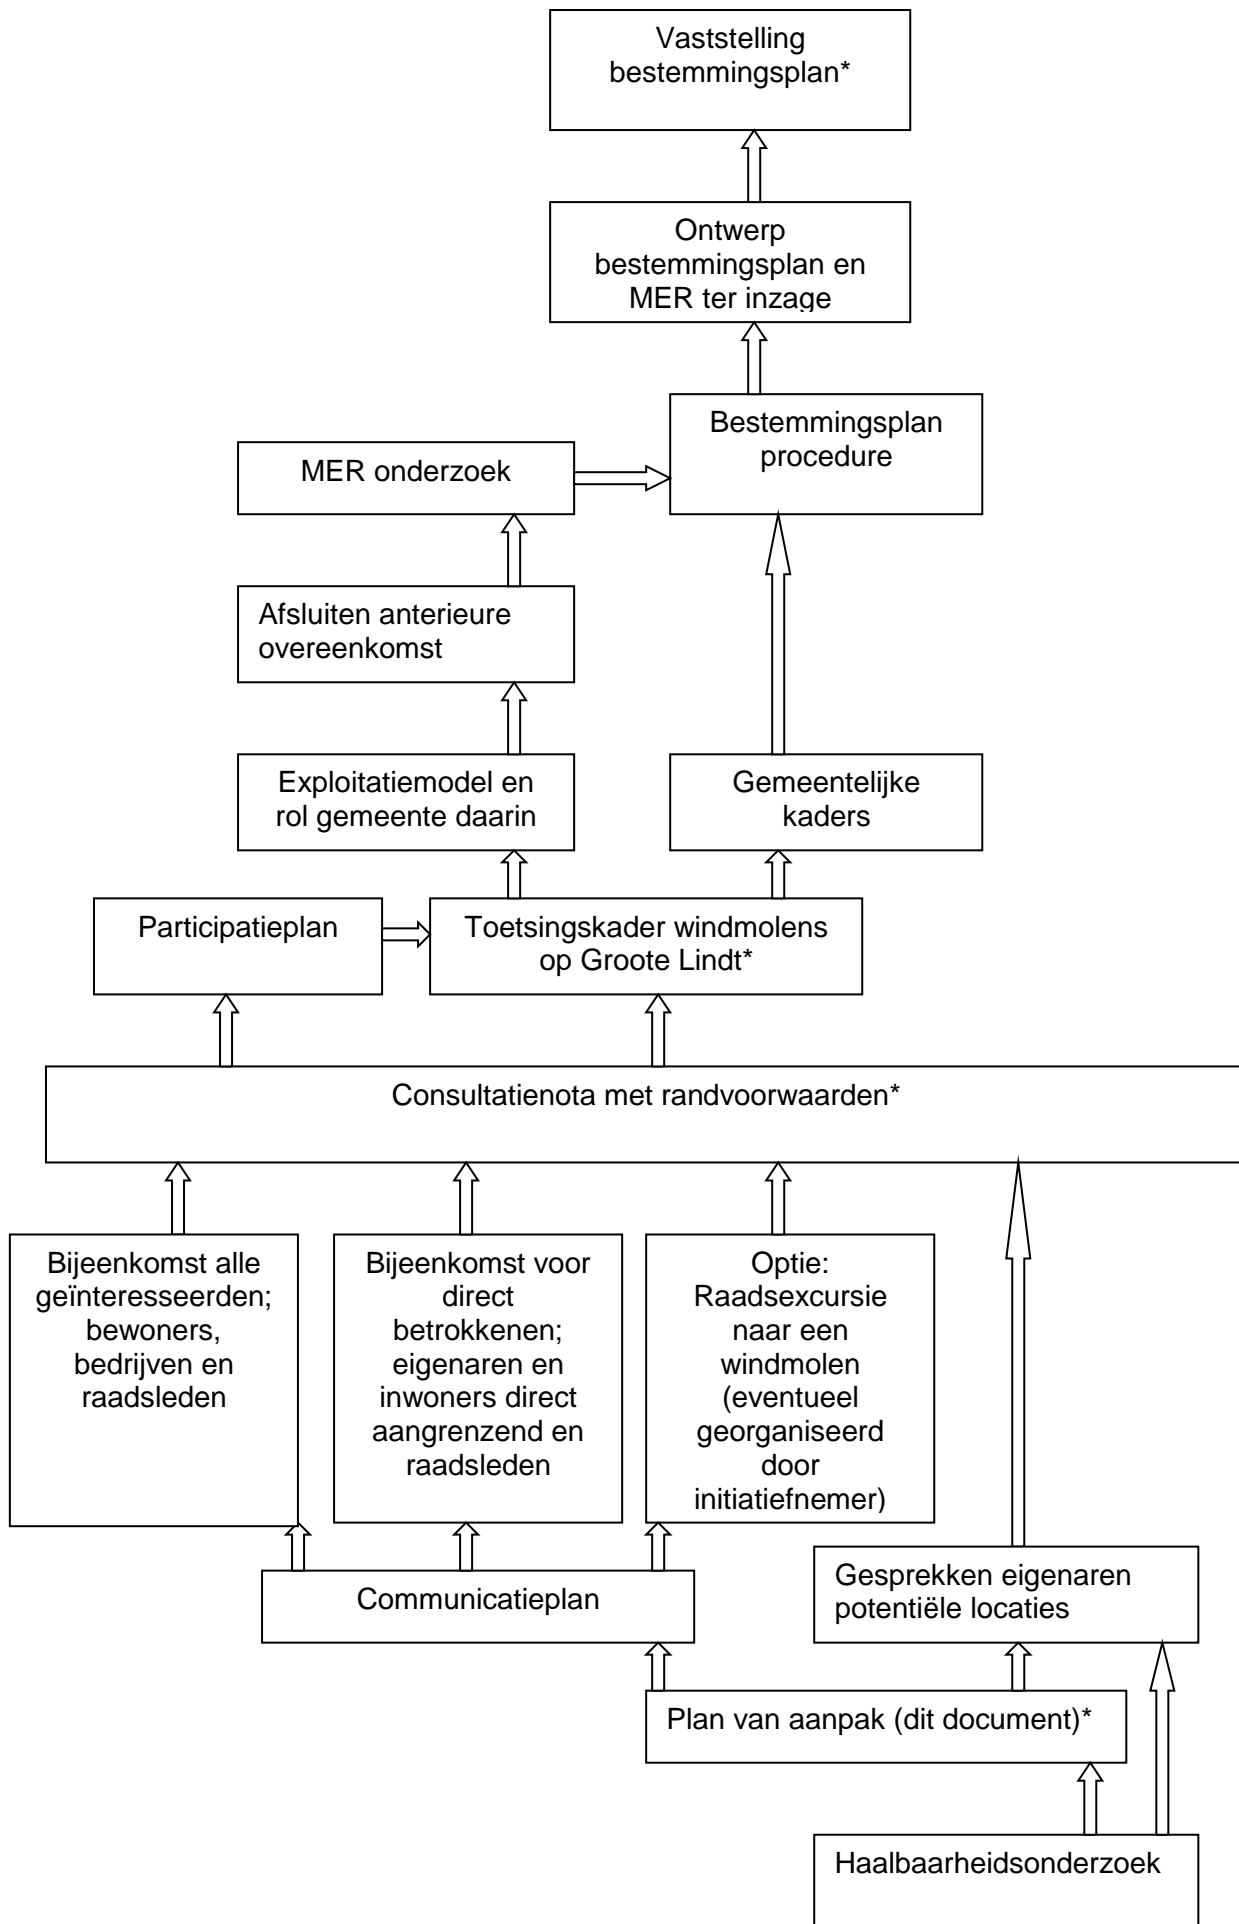 Vaststelling
bestemmingsplan*
Ontwerp
bestemmingsplan en
MER ter inzage
Bestemmingsplan
procedure
MER onderzoek
Afsluiten anterieure
overeenkomst
Exploitatiemodel en
rol gemeente daarin
Gemeentelijke
kaders
Participatieplan
Toetsingskader windmolens
op Groote Lindt*
Consultatienota met randvoorwaarden*
Bijeenkomst alle
geïnteresseerden;
bewoners,
bedrijven en
raadsleden
Bijeenkomst voor
direct
betrokkenen;
eigenaren en
inwoners direct
aangrenzend en
raadsleden
Optie:
Raadsexcursie
naar een
windmolen
(eventueel
georganiseerd
door
initiatiefnemer)
Gesprekken eigenaren
potentiële locaties
Communicatieplan
Plan van aanpak (dit document)*
Haalbaarheidsonderzoek